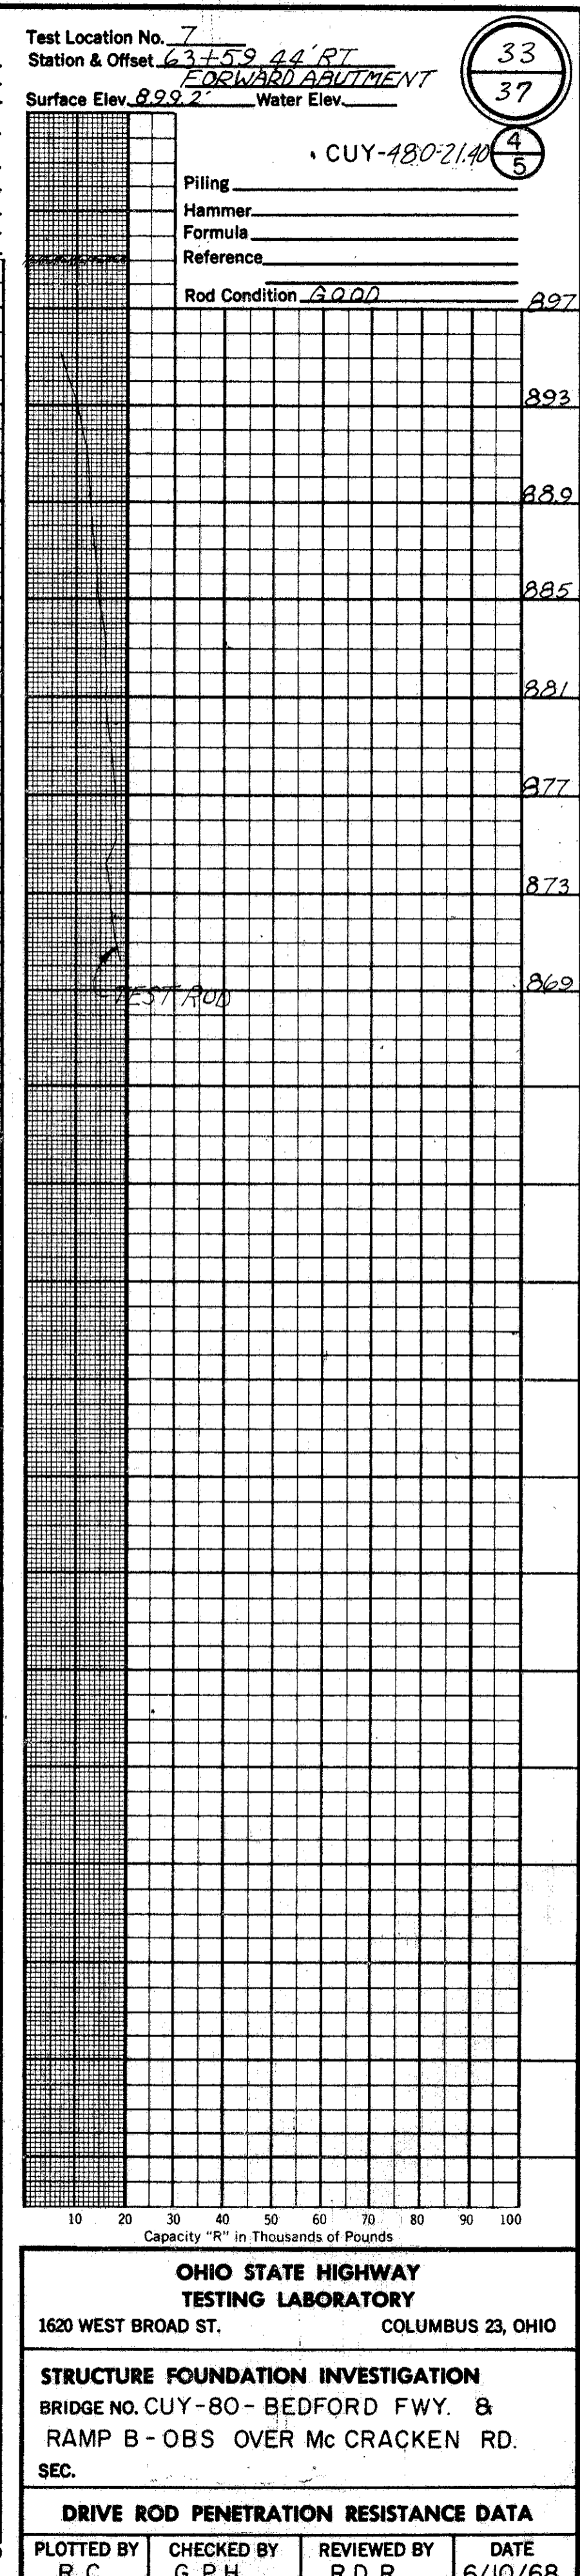 Test Location No. 7
Station & Offset 63+59 44' RT
FORWARD ABUTMENT
Surface Elev. 899.2' Water Elev.
33
37
CUY-480-21.40
4
5
Piling
Hammer
Formula
Reference
Rod Condition GOOD
897
893
889
885
881
877
873
869
TEST ROD
10 20 30 40 50 60 70 80 90 100
Capacity "R" in Thousands of Pounds
OHIO STATE HIGHWAY
TESTING LABORATORY
1620 WEST BROAD ST. COLUMBUS 23, OHIO
STRUCTURE FOUNDATION INVESTIGATION
BRIDGE NO. CUY-80-BEDFORD FWY. &
RAMP B-OBS OVER Mc CRACKEN RD.
SEC.
DRIVE ROD PENETRATION RESISTANCE DATA
PLOTTED BY CHECKED BY REVIEWED BY DATE
R.C. G.P.H. R.D.R. 6/10/68